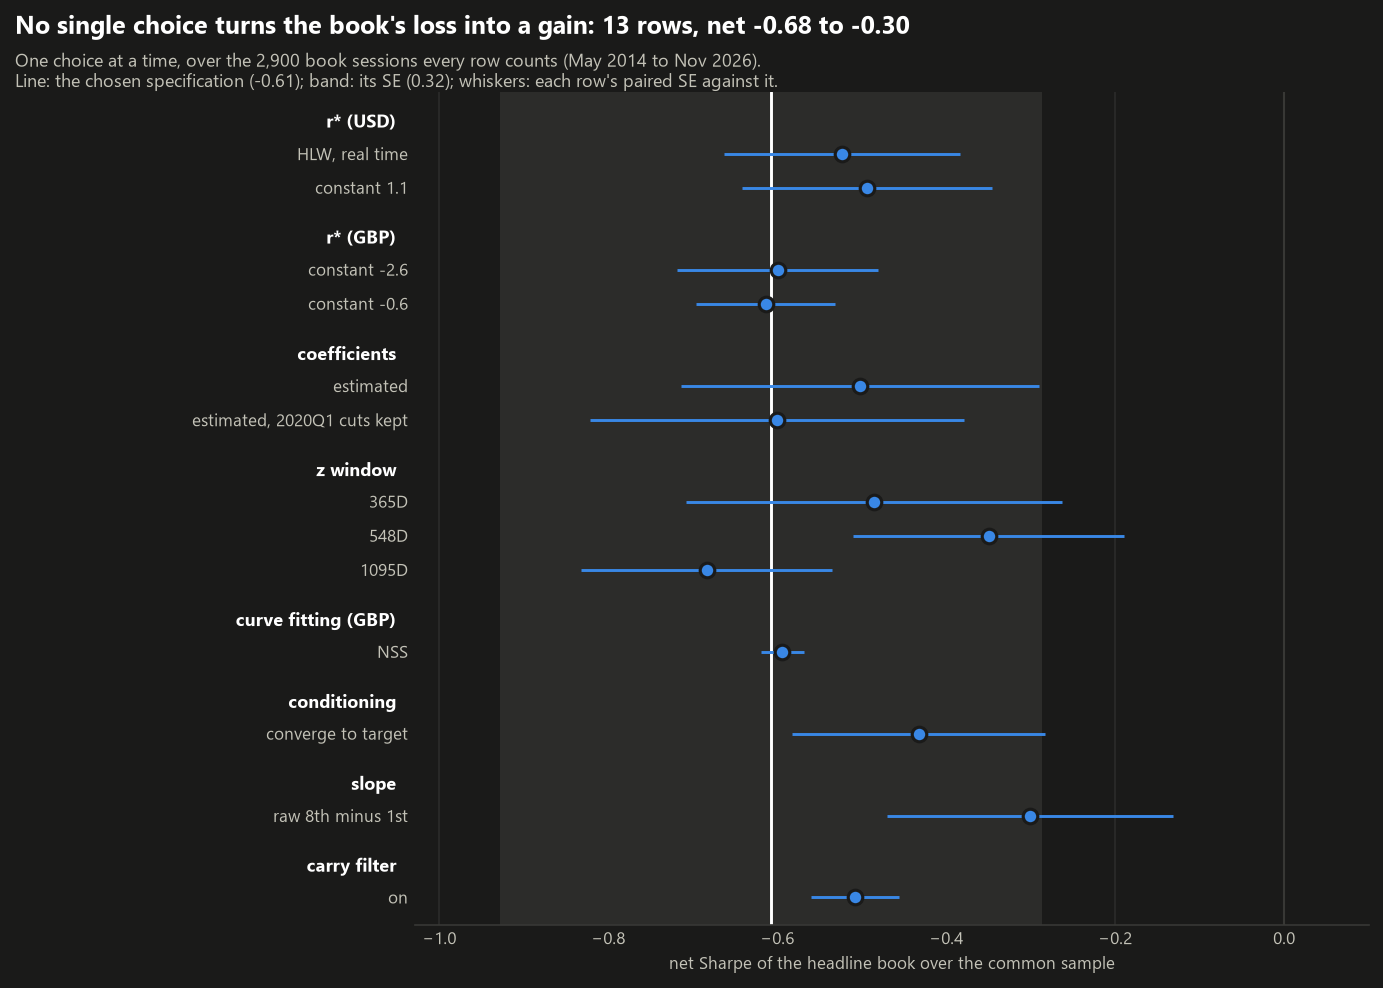 No single choice turns the book's loss into a gain: 13 rows, net -0.68 to -0.30
One choice at a time, over the 2,900 book sessions every row counts (May 2014 to Nov 2026).
Line: the chosen specification (-0.61); band: its SE (0.32); whiskers: each row's paired SE against it.
r* (USD)
HLW, real time
constant 1.1
r* (GBP)
constant -2.6
constant -0.6
coefficients
estimated
estimated, 2020Q1 cuts kept
z window
365D
548D
1095D
curve fitting (GBP)
NSS
conditioning
converge to target
slope
raw 8th minus 1st
carry filter
on
−1.0 −0.8 −0.6 −0.4 −0.2 0.0
net Sharpe of the headline book over the common sample